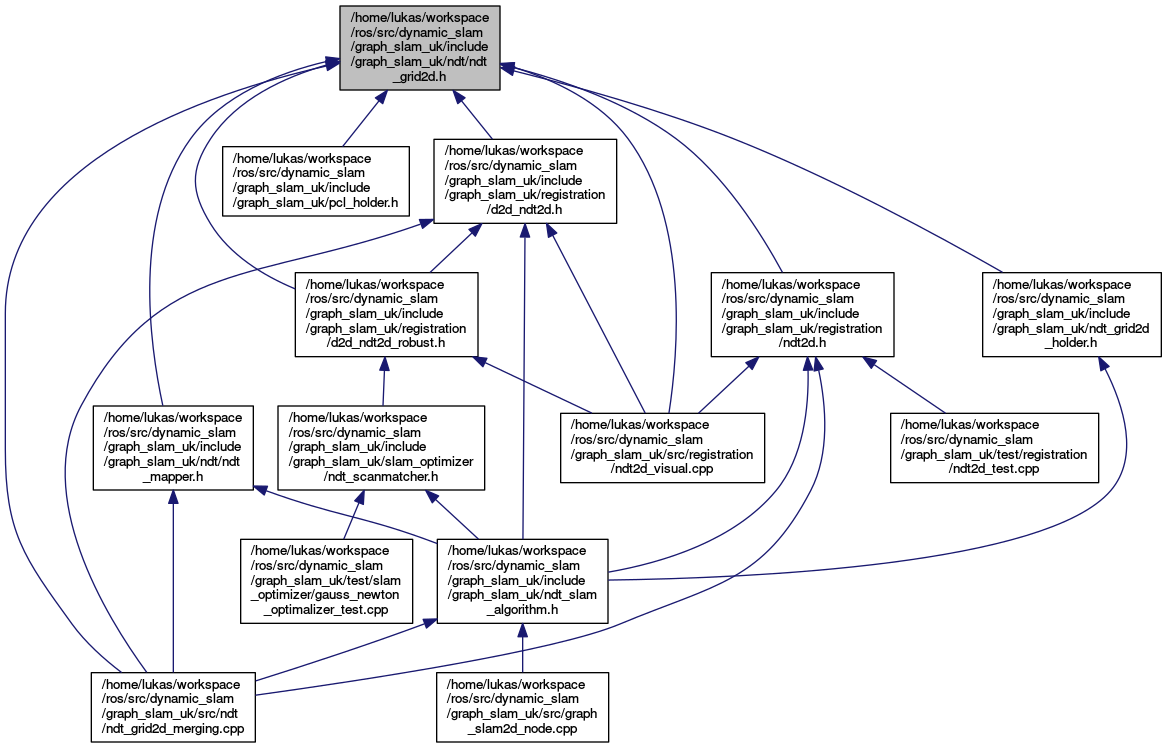 /home/lukas/workspace
/ros/src/dynamic_slam
/graph_slam_uk/include
/graph_slam_uk/ndt/ndt
_grid2d.h
/home/lukas/workspace
/ros/src/dynamic_slam
/graph_slam_uk/include
/graph_slam_uk/pcl_holder.h
/home/lukas/workspace
/ros/src/dynamic_slam
/graph_slam_uk/include
/graph_slam_uk/registration
/d2d_ndt2d.h
/home/lukas/workspace
/ros/src/dynamic_slam
/graph_slam_uk/include
/graph_slam_uk/registration
/d2d_ndt2d_robust.h
/home/lukas/workspace
/ros/src/dynamic_slam
/graph_slam_uk/include
/graph_slam_uk/registration
/ndt2d.h
/home/lukas/workspace
/ros/src/dynamic_slam
/graph_slam_uk/include
/graph_slam_uk/ndt_grid2d
_holder.h
/home/lukas/workspace
/ros/src/dynamic_slam
/graph_slam_uk/include
/graph_slam_uk/ndt/ndt
_mapper.h
/home/lukas/workspace
/ros/src/dynamic_slam
/graph_slam_uk/include
/graph_slam_uk/slam_optimizer
/ndt_scanmatcher.h
/home/lukas/workspace
/ros/src/dynamic_slam
/graph_slam_uk/src/registration
/ndt2d_visual.cpp
/home/lukas/workspace
/ros/src/dynamic_slam
/graph_slam_uk/test/registration
/ndt2d_test.cpp
/home/lukas/workspace
/ros/src/dynamic_slam
/graph_slam_uk/test/slam
_optimizer/gauss_newton
_optimalizer_test.cpp
/home/lukas/workspace
/ros/src/dynamic_slam
/graph_slam_uk/include
/graph_slam_uk/ndt_slam
_algorithm.h
/home/lukas/workspace
/ros/src/dynamic_slam
/graph_slam_uk/src/ndt
/ndt_grid2d_merging.cpp
/home/lukas/workspace
/ros/src/dynamic_slam
/graph_slam_uk/src/graph
_slam2d_node.cpp